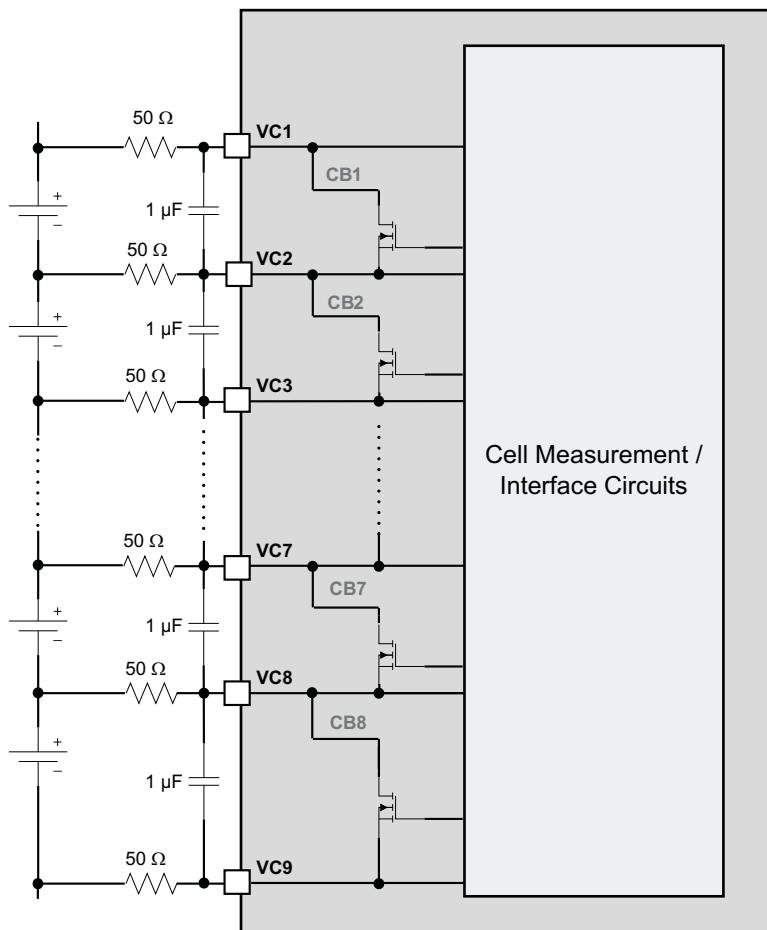 50 Ω
VC1
CB1
+
1 µF
–
50 Ω
VC2
CB2
+
1 µF
–
50 Ω
VC3
Cell Measurement /
Interface Circuits
50 Ω
VC7
CB7
+
1 µF
–
50 Ω
VC8
CB8
+
–
1 µF
50 Ω
VC9